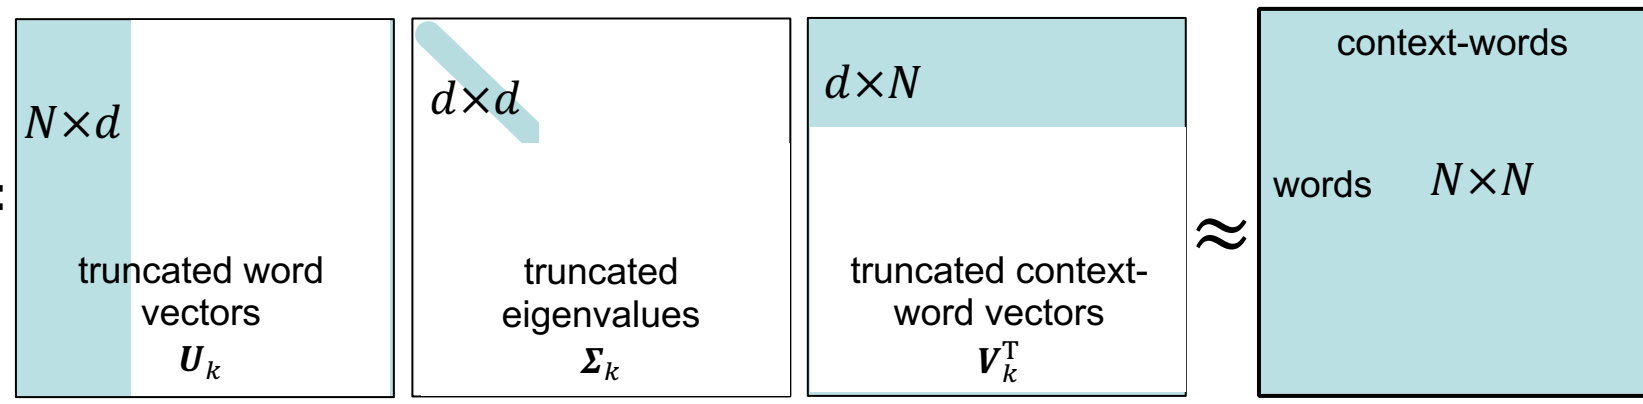 N×d
truncated word
vectors
U_k
d×d
truncated
eigenvalues
Σ_k
d×N
truncated context-
word vectors
V_k^T
≈
context-words
words N×N